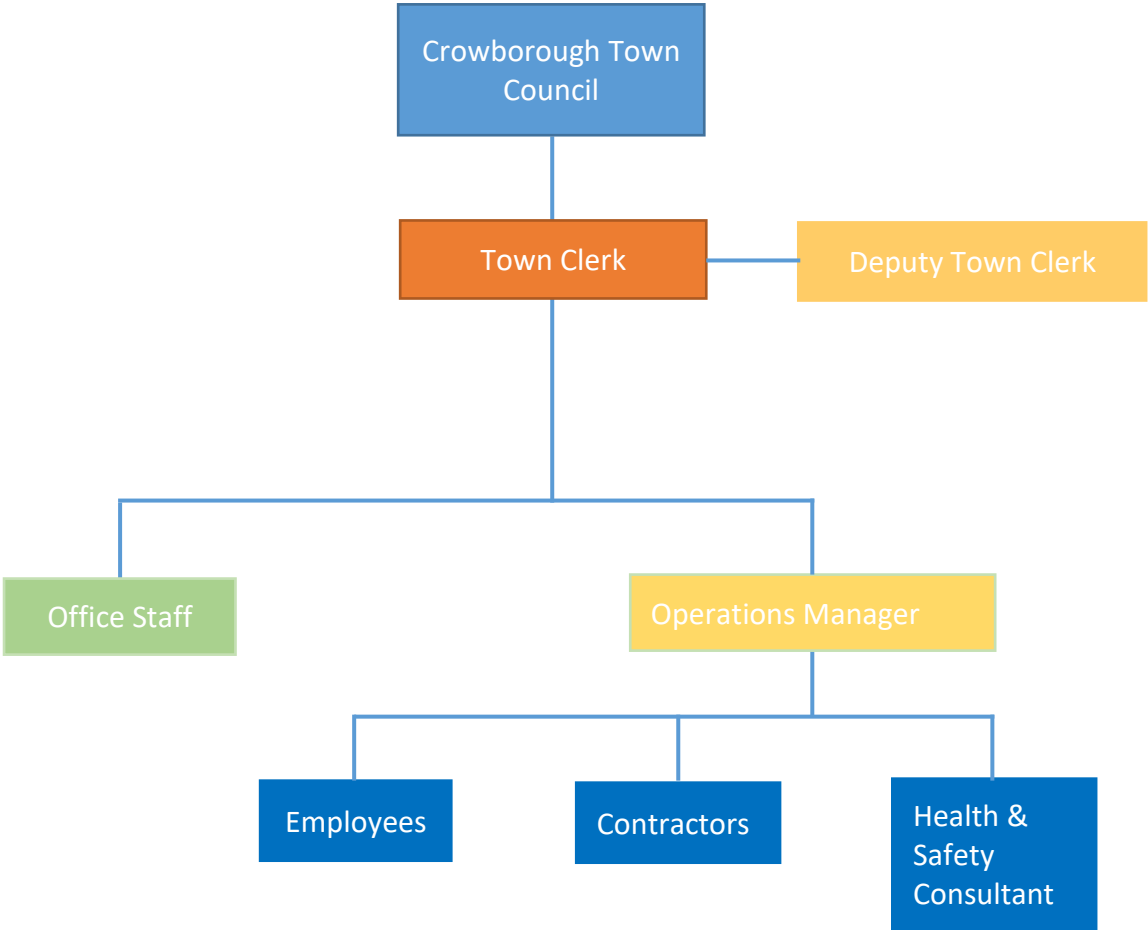 Crowborough Town
Council
Town Clerk
Deputy Town Clerk
Office Staff
Operations Manager
Employees
Contractors
Health &
Safety
Consultant